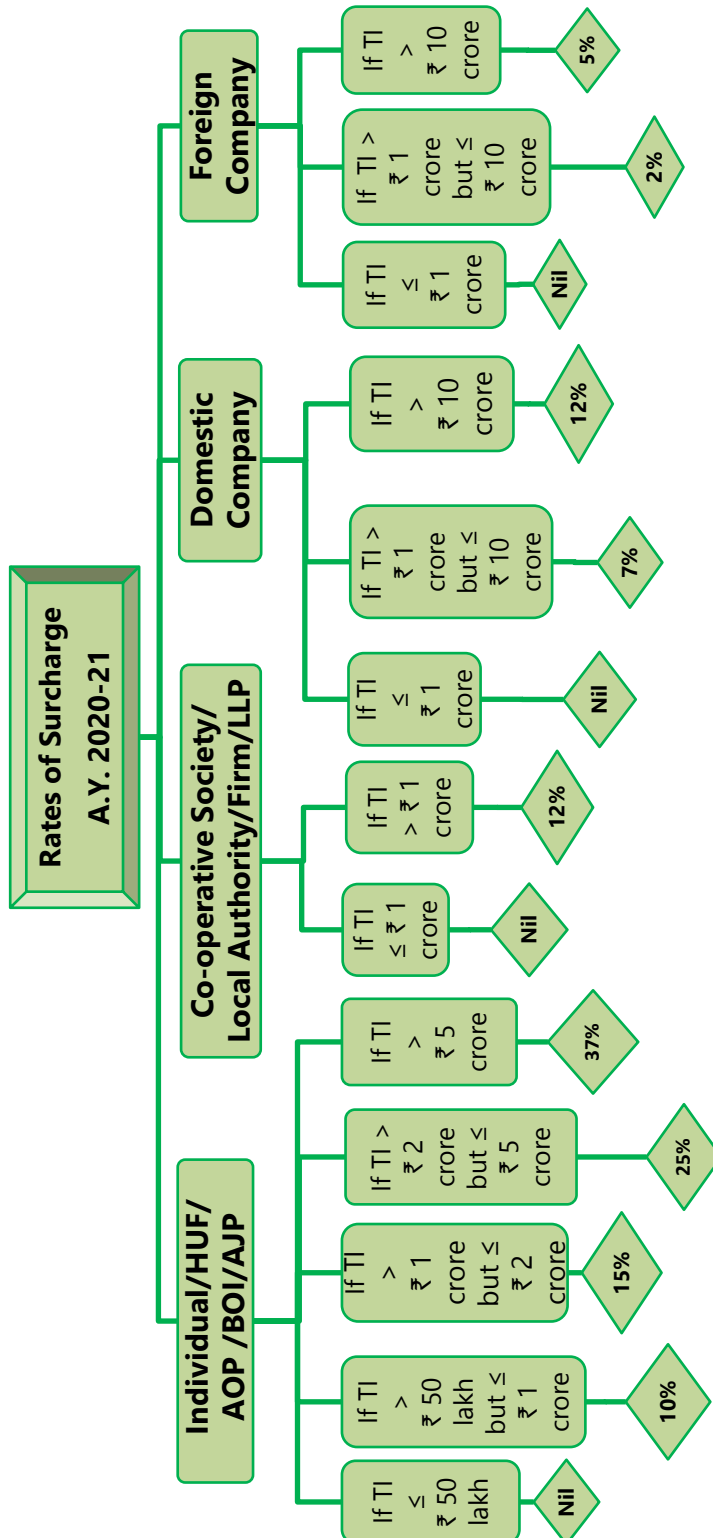 Rates of Surcharge
A.Y. 2020-21
Individual/HUF/
AOP /BOI/AJP
If TI
≤
₹ 50
lakh
Nil
If TI
>
₹ 50
lakh
but ≤
₹ 1
crore
10%
If TI
>
₹ 1
crore
but ≤
₹ 2
crore
15%
If TI >
₹ 2
crore
but ≤
₹ 5
crore
25%
If TI
>
₹ 5
crore
37%
Co-operative Society/
Local Authority/Firm/LLP
If TI
≤ ₹ 1
crore
Nil
If TI
> ₹ 1
crore
12%
Domestic
Company
If TI
≤
₹ 1
crore
Nil
If TI >
₹ 1
crore
but ≤
₹ 10
crore
7%
If TI
>
₹ 10
crore
12%
Foreign
Company
If TI
≤
₹ 1
crore
Nil
If TI >
₹ 1
crore
but ≤
₹ 10
crore
2%
If TI
>
₹ 10
crore
5%